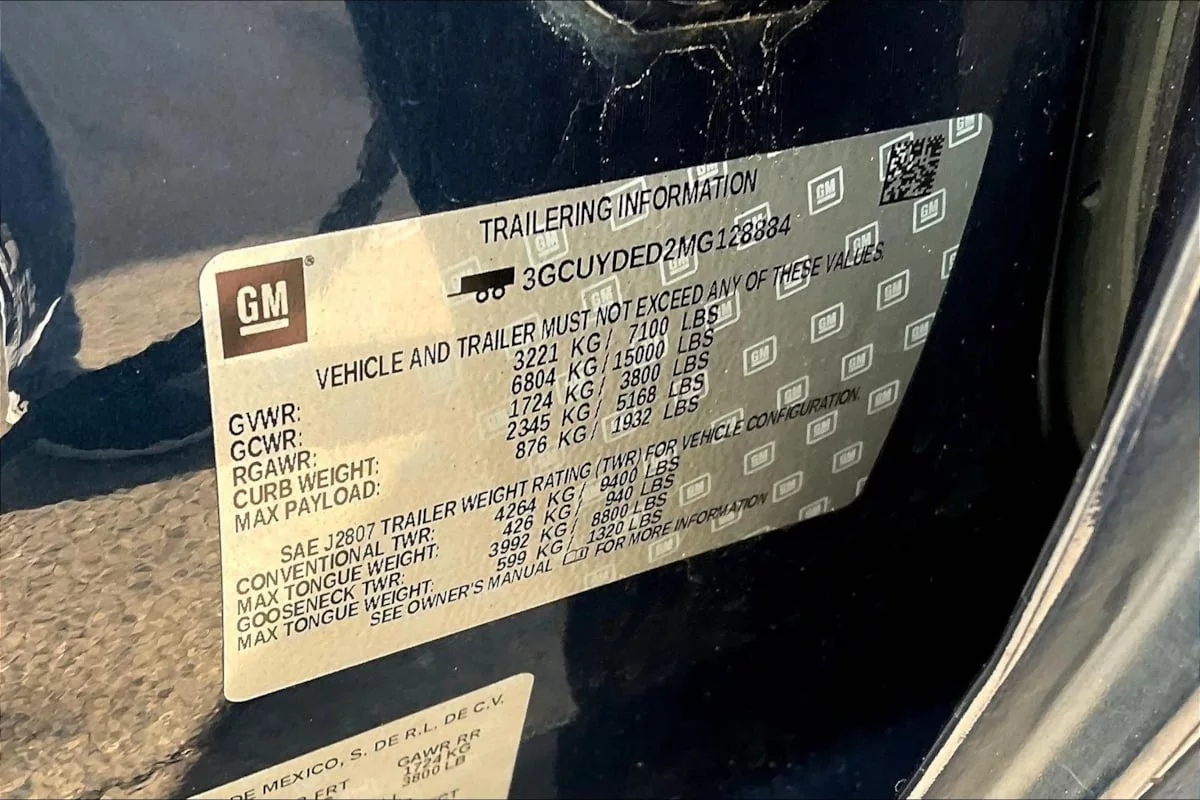 TRAILERING INFORMATION
GM ®
3GCUYDED2MG128884
VEHICLE AND TRAILER MUST NOT EXCEED ANY OF THESE VALUES.
GVWR: 3221 KG / 7100 LBS
GCWR: 6804 KG / 15000 LBS
RGAWR: 1724 KG / 3800 LBS
CURB WEIGHT: 2345 KG / 5168 LBS
MAX PAYLOAD: 876 KG / 1932 LBS
SAE J2807 TRAILER WEIGHT RATING (TWR) FOR VEHICLE CONFIGURATION.
CONVENTIONAL TWR: 4264 KG / 9400 LBS
MAX TONGUE WEIGHT: 426 KG / 940 LBS
GOOSENECK TWR: 3992 KG / 8800 LBS
MAX TONGUE WEIGHT: 599 KG / 1320 LBS
SEE OWNER'S MANUAL FOR MORE INFORMATION
DE MEXICO, S. DE R.L. DE C.V.
GAWR RR
1724 KG
3800 LB